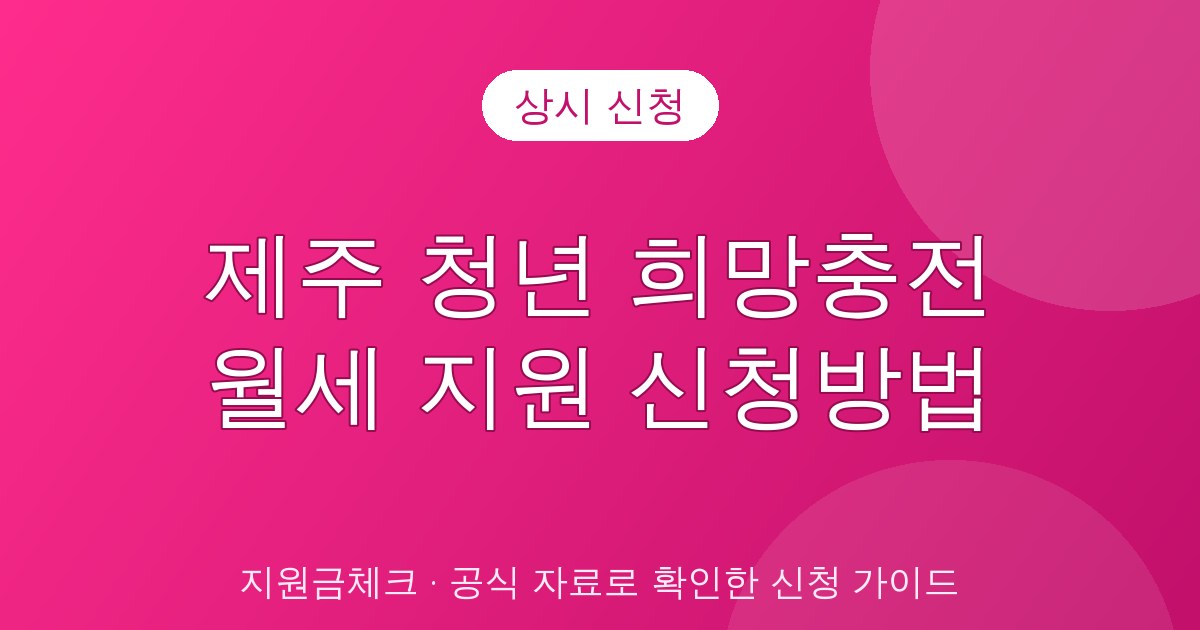 상시 신청
제주 청년 희망충전
월세 지원 신청방법
지원금체크 · 공식 자료로 확인한 신청 가이드